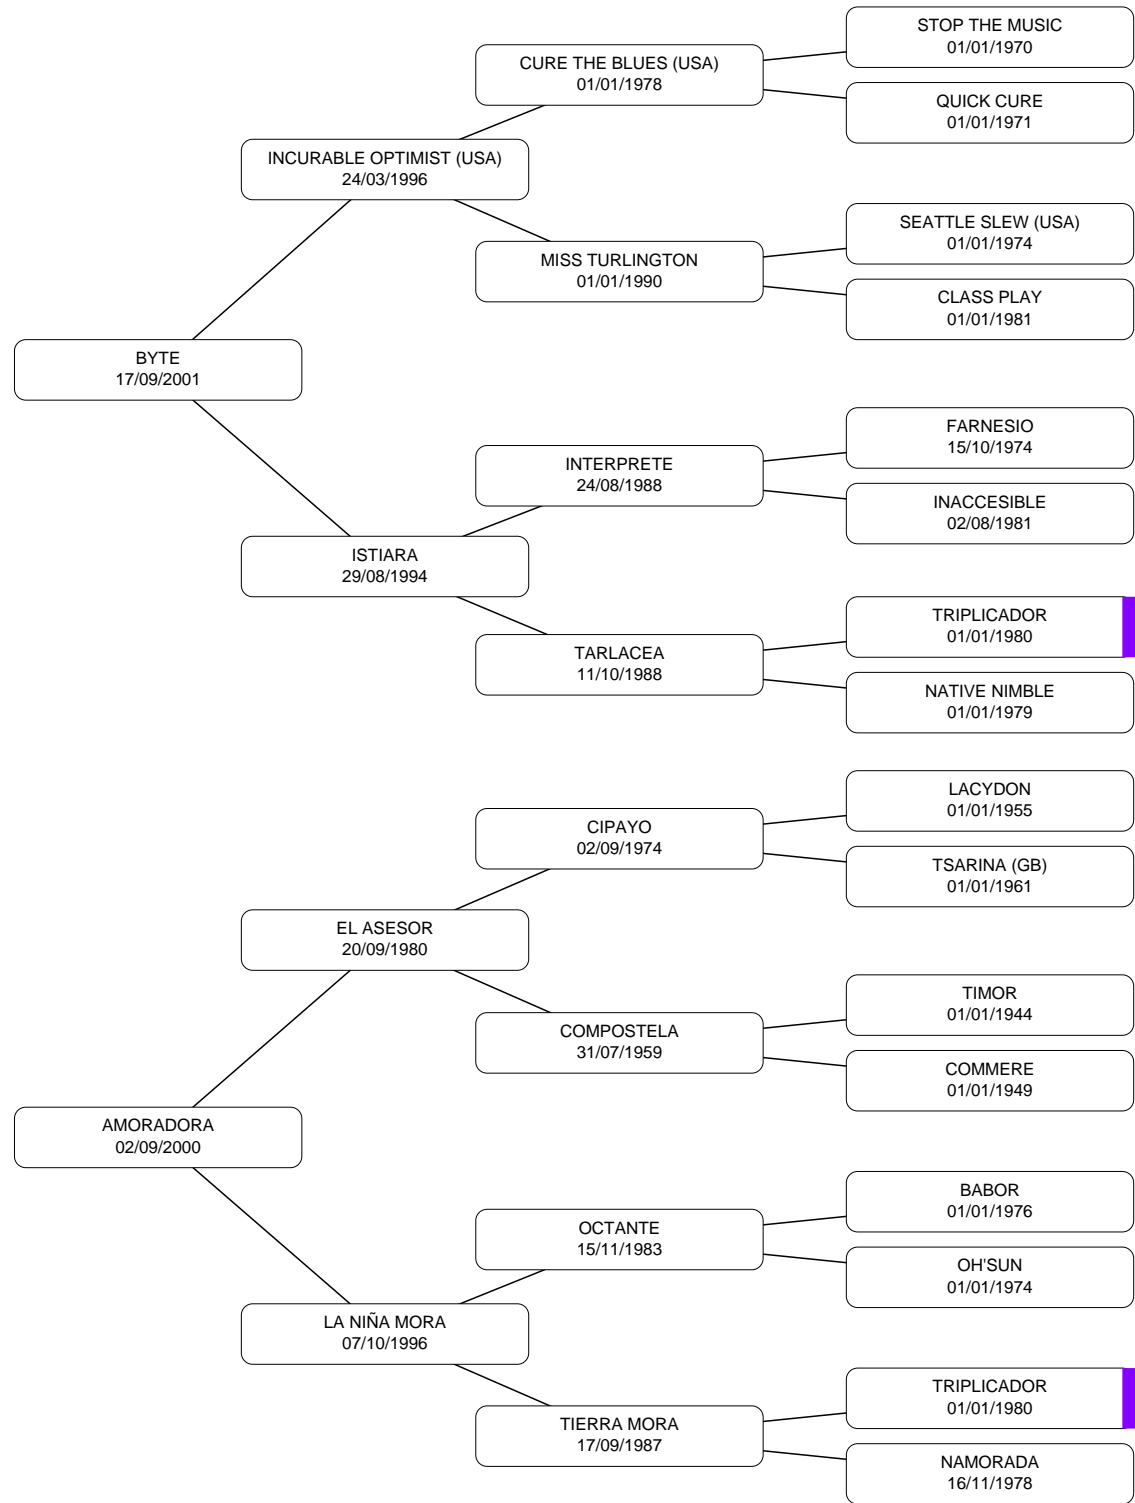 STOP THE MUSIC
01/01/1970
CURE THE BLUES (USA)
01/01/1978
QUICK CURE
01/01/1971
INCURABLE OPTIMIST (USA)
24/03/1996
SEATTLE SLEW (USA)
01/01/1974
MISS TURLINGTON
01/01/1990
CLASS PLAY
01/01/1981
BYTE
17/09/2001
FARNESIO
15/10/1974
INTERPRETE
24/08/1988
INACCESIBLE
02/08/1981
ISTIARA
29/08/1994
TRIPLICADOR
01/01/1980
TARLACEA
11/10/1988
NATIVE NIMBLE
01/01/1979
LACYDON
01/01/1955
CIPAYO
02/09/1974
TSARINA (GB)
01/01/1961
EL ASESOR
20/09/1980
TIMOR
01/01/1944
COMPOSTELA
31/07/1959
COMMERE
01/01/1949
AMORADORA
02/09/2000
BABOR
01/01/1976
OCTANTE
15/11/1983
OH'SUN
01/01/1974
LA NIÑA MORA
07/10/1996
TRIPLICADOR
01/01/1980
TIERRA MORA
17/09/1987
NAMORADA
16/11/1978